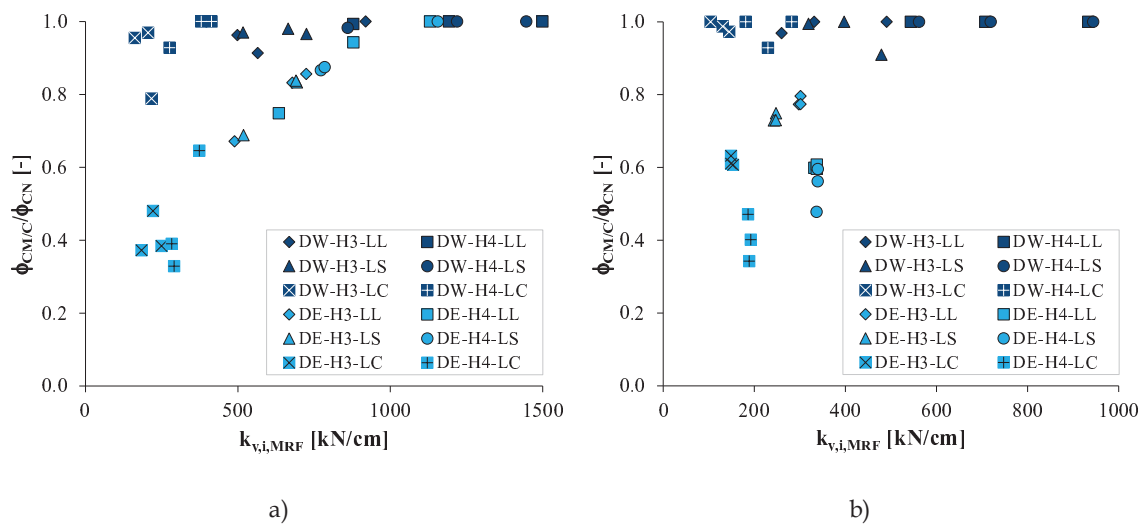 ϕCM/C/ϕCN [-]
1.0
0.8
0.6
0.4
0.2
0.0
DW-H3-LL DW-H4-LL
DW-H3-LS DW-H4-LS
DW-H3-LC DW-H4-LC
DE-H3-LL DE-H4-LL
DE-H3-LS DE-H4-LS
DE-H3-LC DE-H4-LC
0 500 1000 1500
kv,i,MRF [kN/cm]
a)
ϕCM/C/ϕCN [-]
1.0
0.8
0.6
0.4
0.2
0.0
DW-H3-LL DW-H4-LL
DW-H3-LS DW-H4-LS
DW-H3-LC DW-H4-LC
DE-H3-LL DE-H4-LL
DE-H3-LS DE-H4-LS
DE-H3-LC DE-H4-LC
0 200 400 600 800 1000
kv,i,MRF [kN/cm]
b)